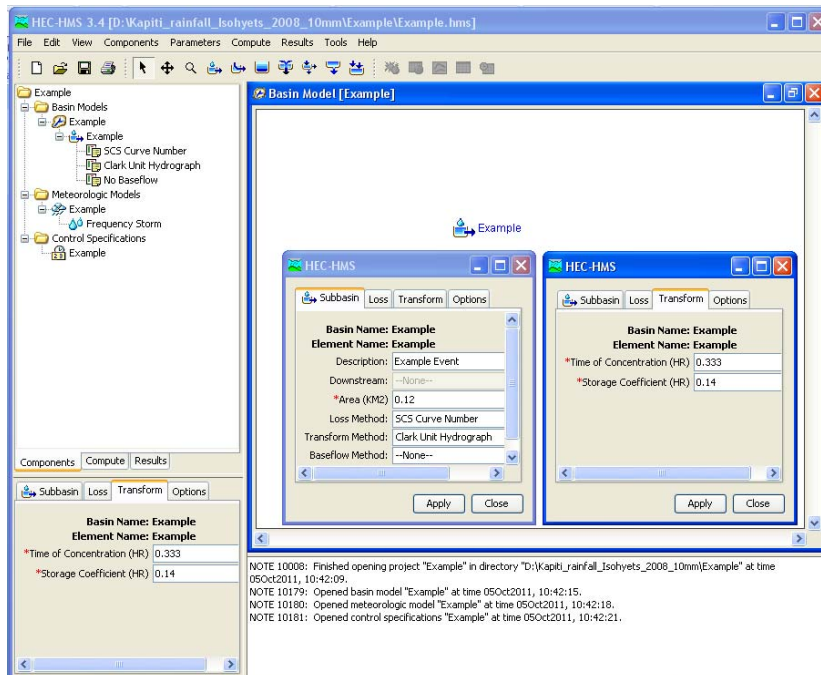 HEC-HMS 3.4 [D:\Kapiti_rainfall_Isohyets_2008_10mm\Example\Example.hms]
File Edit View Components Parameters Compute Results Tools Help
Example
Basin Models
Example
Example
SCS Curve Number
Clark Unit Hydrograph
No Baseflow
Meteorologic Models
Example
Frequency Storm
Control Specifications
Example
Components Compute Results
Subbasin Loss Transform Options
Basin Name: Example
Element Name: Example
*Time of Concentration (HR) 0.333
*Storage Coefficient (HR) 0.14
Basin Model [Example]
Example
HEC-HMS
Subbasin Loss Transform Options
Basin Name: Example
Element Name: Example
Description: Example Event
Downstream: --None--
*Area (KM2) 0.12
Loss Method: SCS Curve Number
Transform Method: Clark Unit Hydrograph
Baseflow Method: --None--
Apply Close
HEC-HMS
Subbasin Loss Transform Options
Basin Name: Example
Element Name: Example
*Time of Concentration (HR) 0.333
*Storage Coefficient (HR) 0.14
Apply Close
NOTE 10008: Finished opening project "Example" in directory "D:\Kapiti_rainfall_Isohyets_2008_10mm\Example" at time
05Oct2011, 10:42:09.
NOTE 10179: Opened basin model "Example" at time 05Oct2011, 10:42:15.
NOTE 10180: Opened meteorologic model "Example" at time 05Oct2011, 10:42:18.
NOTE 10181: Opened control specifications "Example" at time 05Oct2011, 10:42:21.